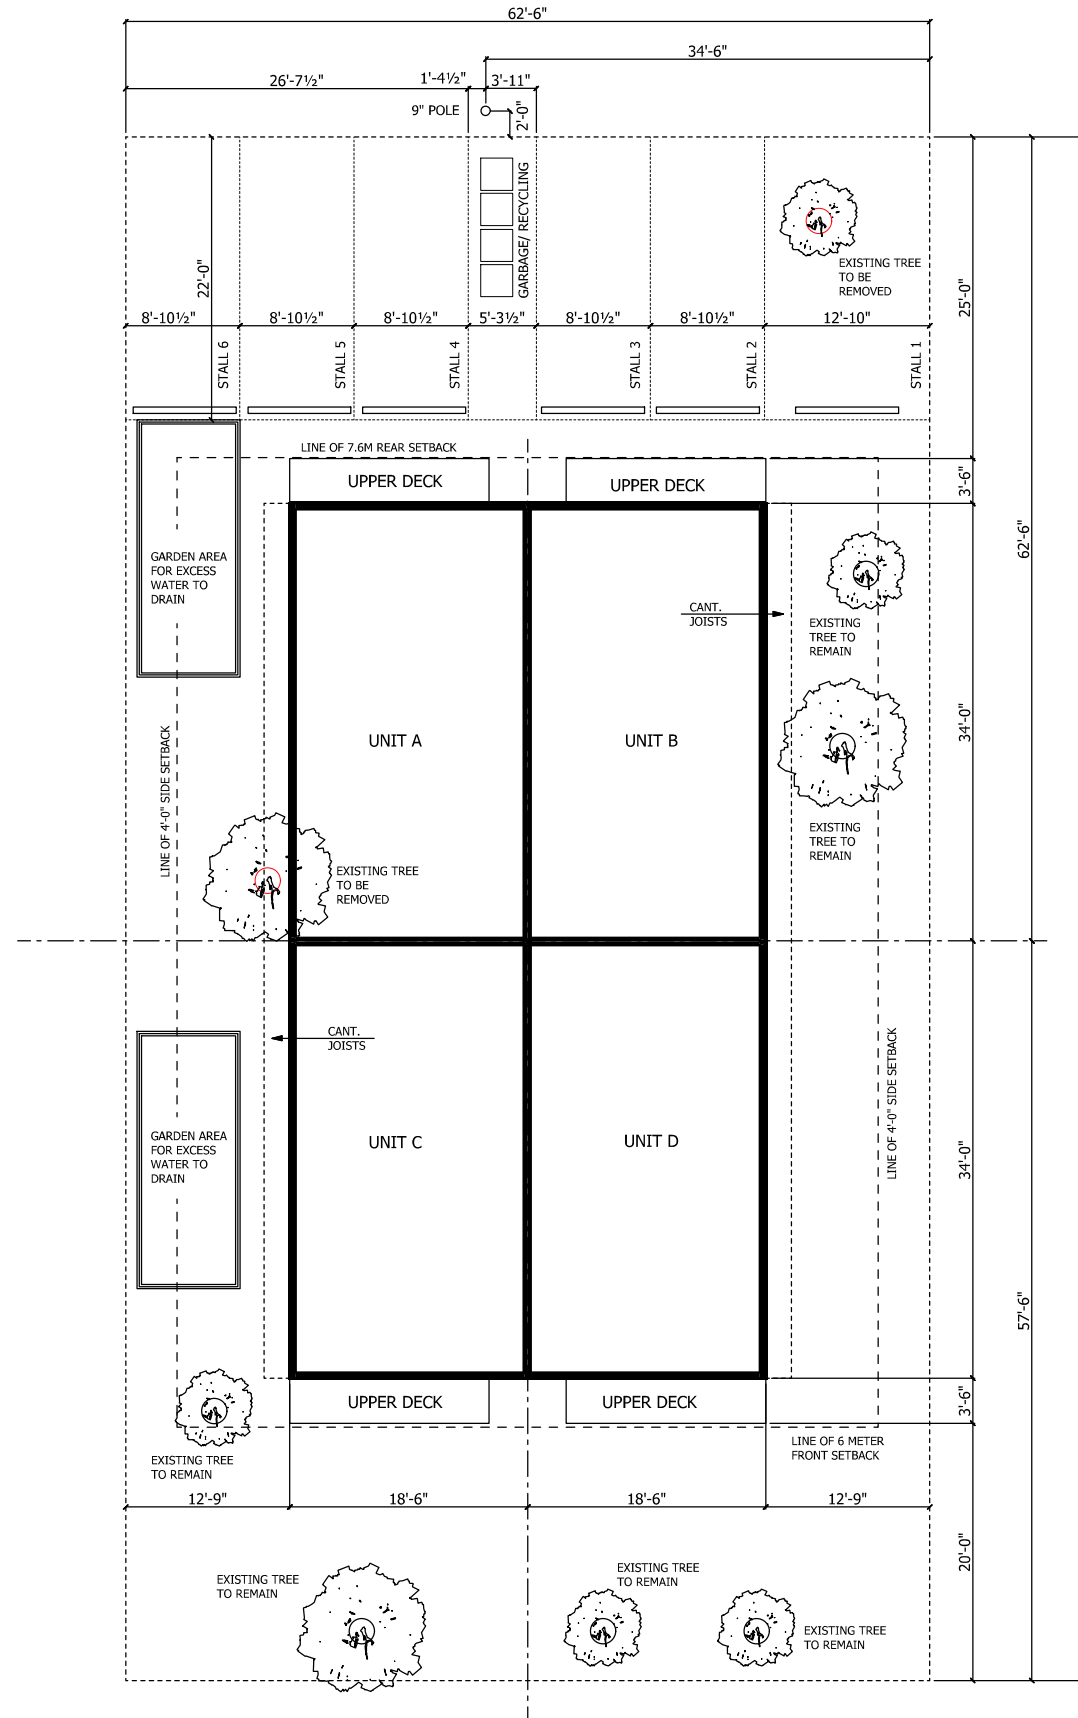 62'-6"
34'-6"
26'-7½"
1'-4½"
3'-11"
9" POLE
2'-0"
GARBAGE/ RECYCLING
EXISTING TREE
TO BE
REMOVED
22'-0"
25'-0"
8'-10½"
8'-10½"
8'-10½"
5'-3½"
8'-10½"
8'-10½"
12'-10"
STALL 6
STALL 5
STALL 4
STALL 3
STALL 2
STALL 1
LINE OF 7.6M REAR SETBACK
UPPER DECK
UPPER DECK
3'-6"
62'-6"
GARDEN AREA
FOR EXCESS
WATER TO
DRAIN
CANT.
JOISTS
EXISTING
TREE TO
REMAIN
UNIT A
UNIT B
34'-0"
LINE OF 4'-0" SIDE SETBACK
EXISTING
TREE TO
REMAIN
EXISTING TREE
TO BE
REMOVED
CANT.
JOISTS
LINE OF 4'-0" SIDE SETBACK
GARDEN AREA
FOR EXCESS
WATER TO
DRAIN
UNIT C
UNIT D
34'-0"
57'-6"
UPPER DECK
UPPER DECK
3'-6"
LINE OF 6 METER
FRONT SETBACK
EXISTING TREE
TO REMAIN
12'-9"
18'-6"
18'-6"
12'-9"
20'-0"
EXISTING TREE
TO REMAIN
EXISTING TREE
TO REMAIN
EXISTING TREE
TO REMAIN